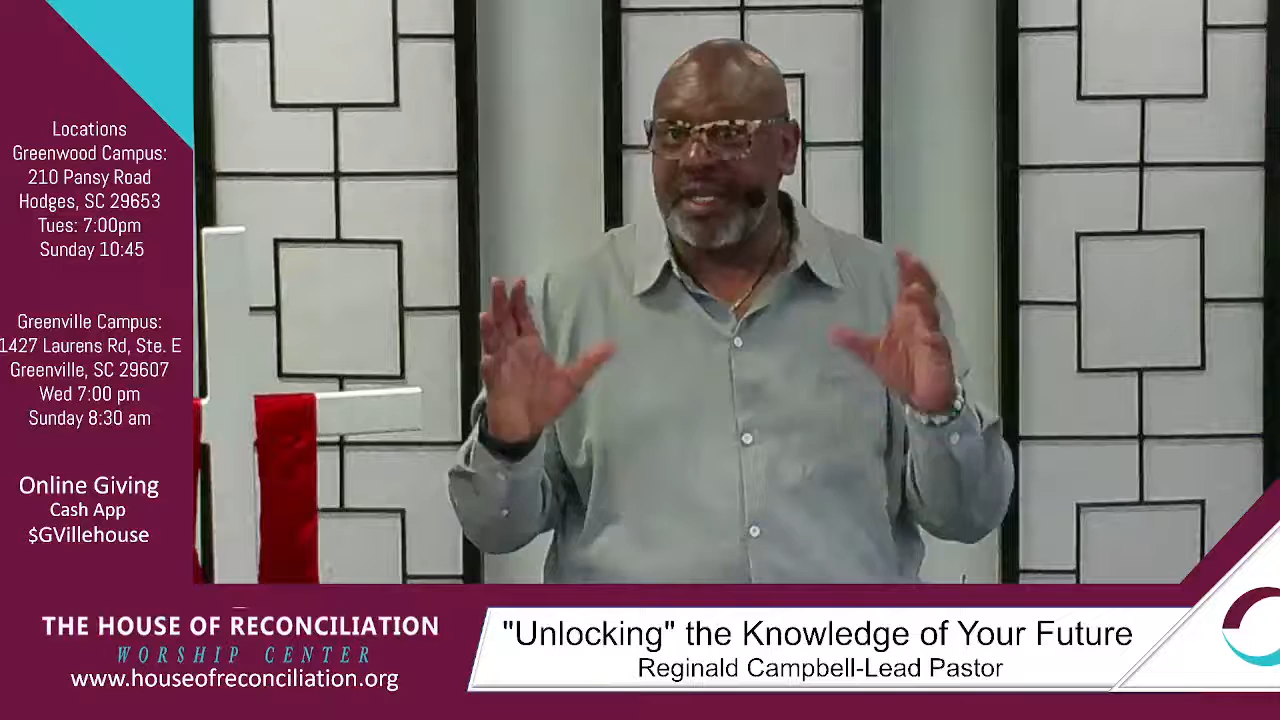 Locations
Greenwood Campus:
210 Pansy Road
Hodges, SC 29653
Tues: 7:00pm
Sunday 10:45
Greenville Campus:
1427 Laurens Rd, Ste. E
Greenville, SC 29607
Wed 7:00 pm
Sunday 8:30 am
Online Giving
Cash App
$GVillehouse
THE HOUSE OF RECONCILIATION
WORSHIP CENTER
www.houseofreconciliation.org
"Unlocking" the Knowledge of Your Future
Reginald Campbell-Lead Pastor